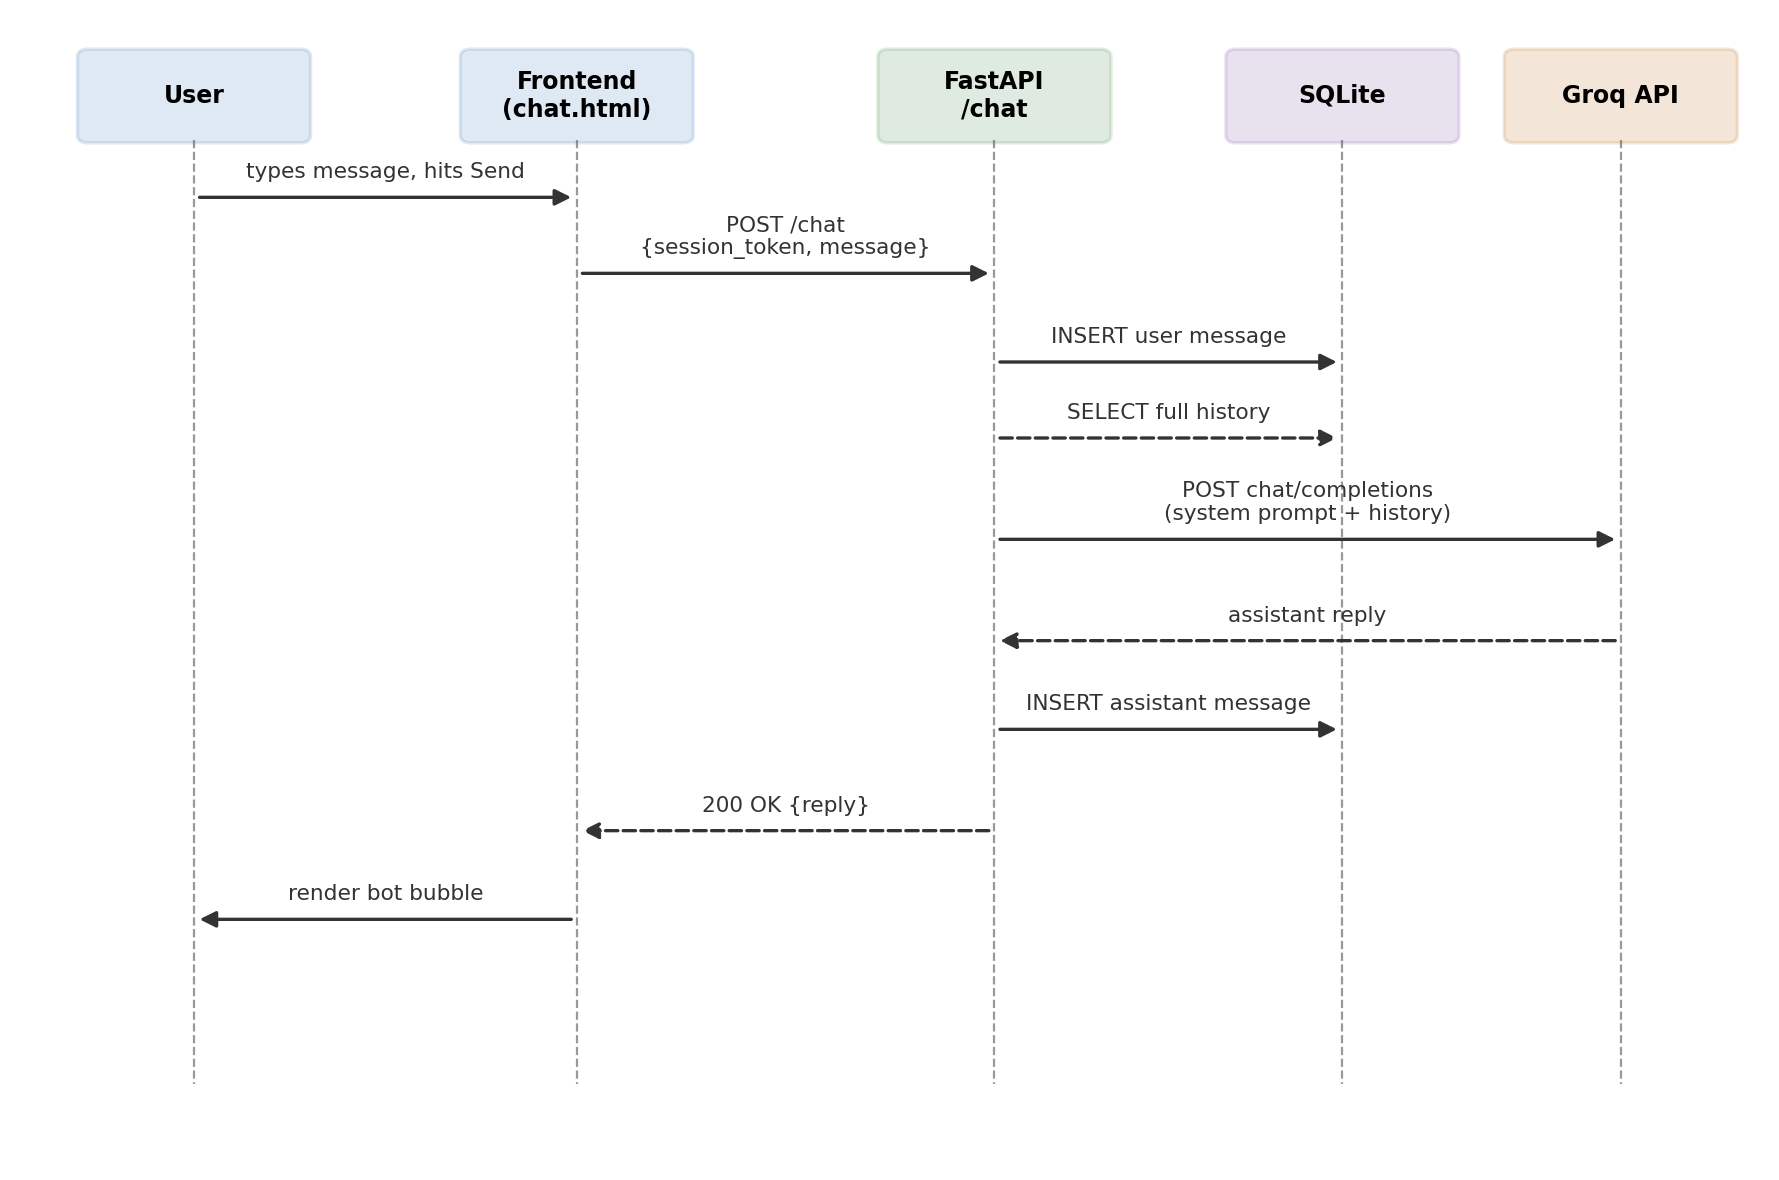 User
Frontend
(chat.html)
FastAPI
/chat
SQLite
Groq API
types message, hits Send
POST /chat
{session_token, message}
INSERT user message
SELECT full history
POST chat/completions
(system prompt + history)
assistant reply
INSERT assistant message
200 OK {reply}
render bot bubble